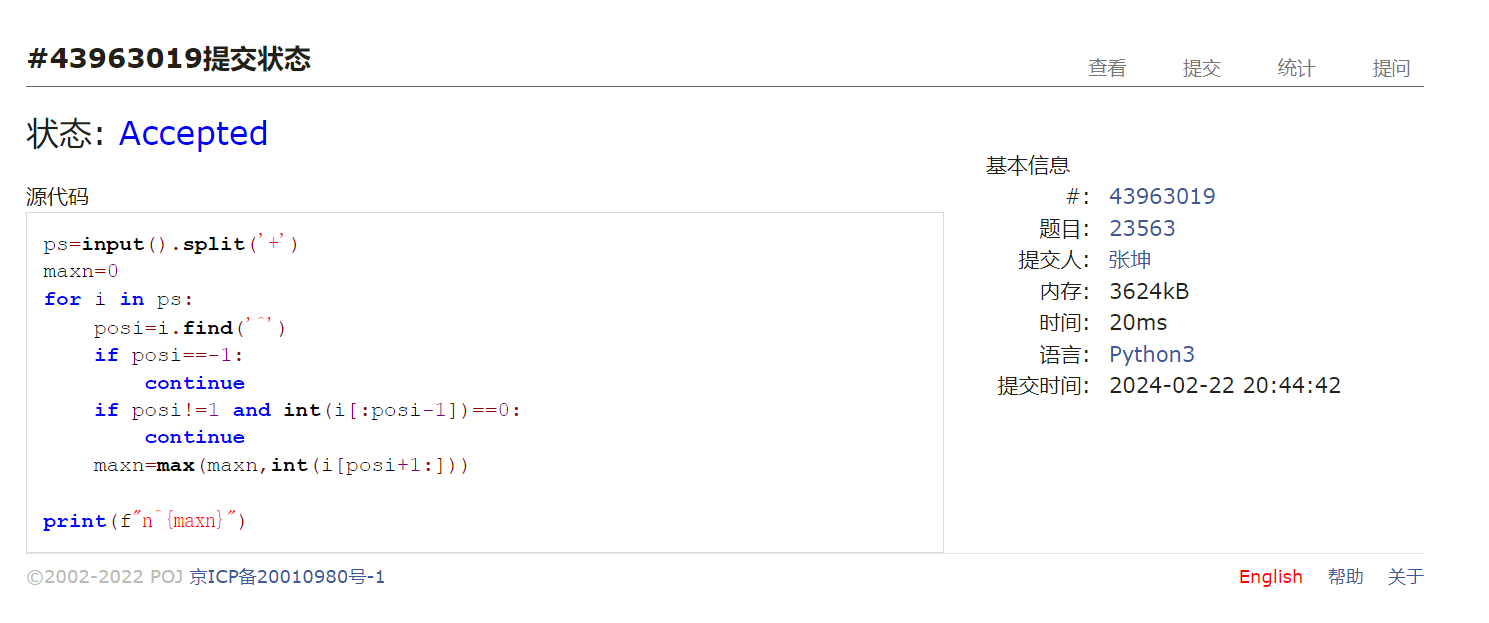 #43963019提交状态
查看 提交 统计 提问
状态: Accepted
源代码
ps=input().split('+')
maxn=0
for i in ps:
    posi=i.find('^')
    if posi==-1:
        continue
    if posi!=1 and int(i[:posi-1])==0:
        continue
    maxn=max(maxn,int(i[posi+1:]))

print(f"n^{maxn}")
基本信息
#: 43963019
题目: 23563
提交人: 张坤
内存: 3624kB
时间: 20ms
语言: Python3
提交时间: 2024-02-22 20:44:42
©2002-2022 POJ 京ICP备20010980号-1
English 帮助 关于